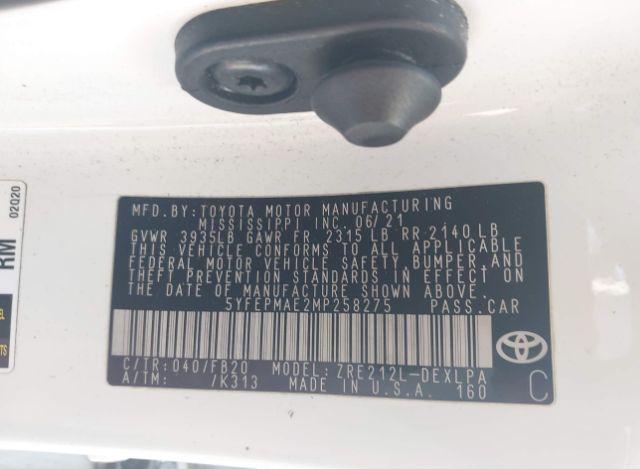 02020
RM
MFD.BY: TOYOTA MOTOR MANUFACTURING
MISSISSIPPI INC. 06/21
GVWR 3935LB GAWR FR 2315 LB RR 2140 LB
THIS VEHICLE CONFORMS TO ALL APPLICABLE
FEDERAL MOTOR VEHICLE SAFETY, BUMPER, AND
THEFT PREVENTION STANDARDS IN EFFECT ON
THE DATE OF MANUFACTURE SHOWN ABOVE.
5YFEPMAE2MP258275 PASS.CAR
C/TR: 040/FB20 MODEL: ZRE212L-DEXLPA
A/TM: /K313 MADE IN U.S.A. 160
C
TOYOTA